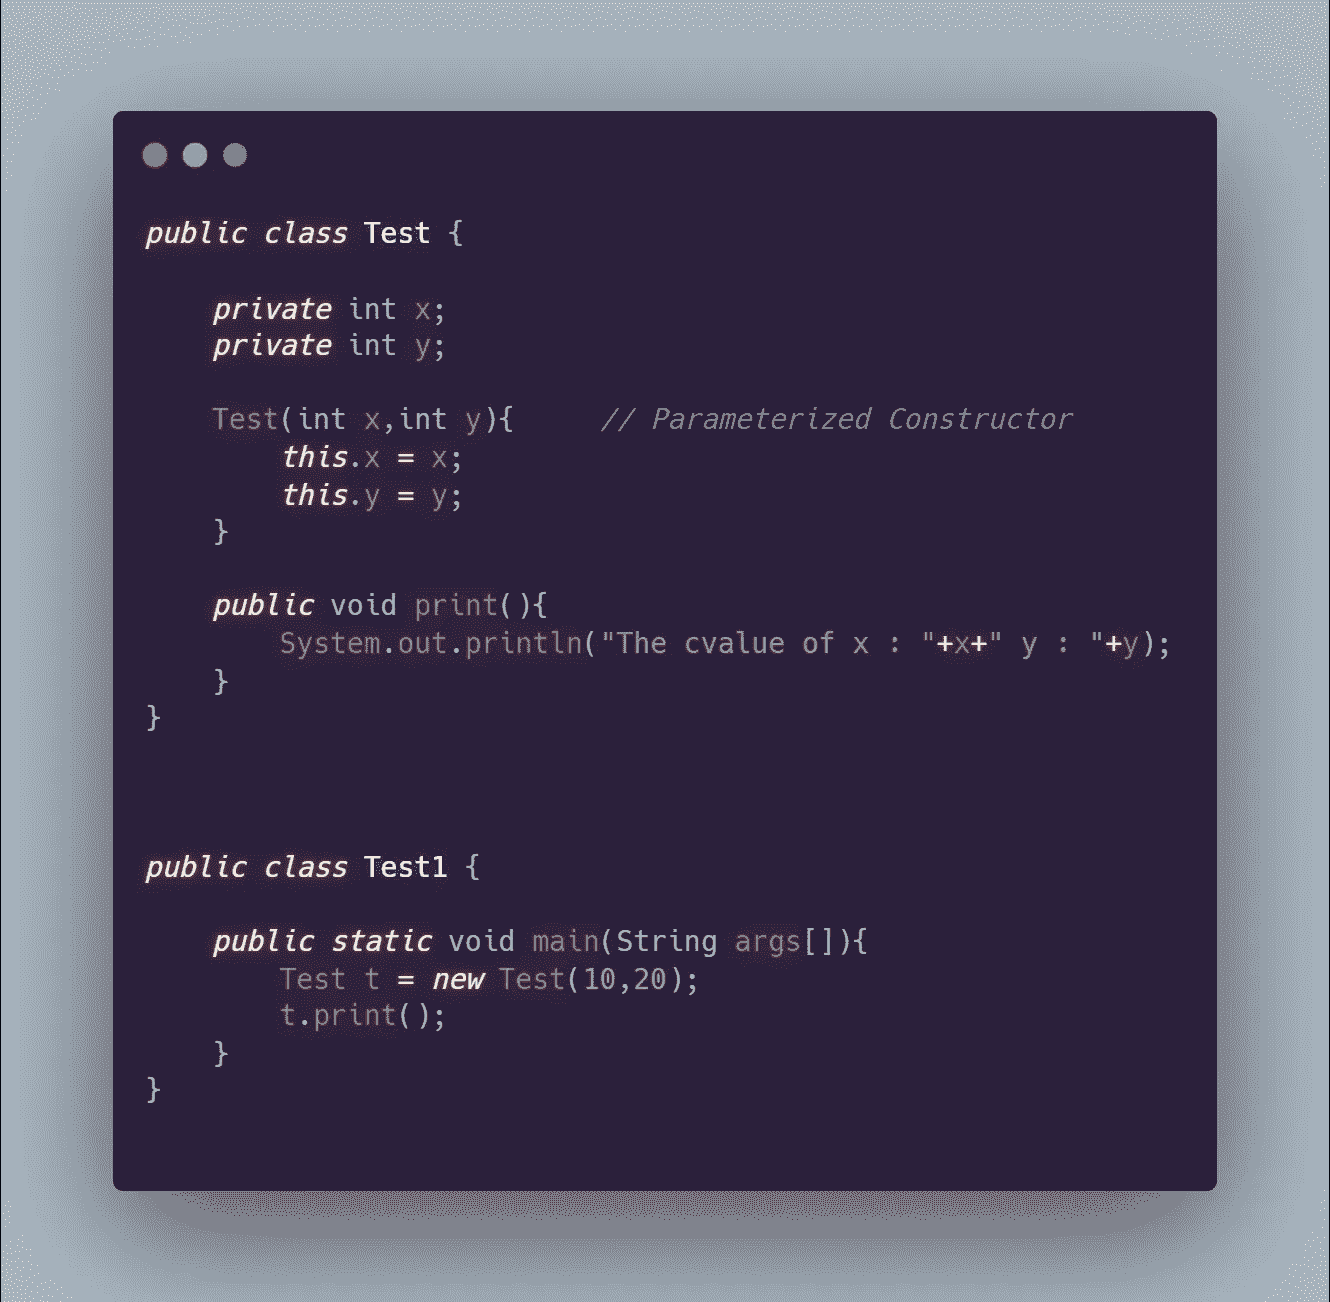 public class Test {
private int x;
private int y;
Test(int x,int y){     // Parameterized Constructor
this.x = x;
this.y = y;
}
public void print(){
System.out.println("The cvalue of x : "+x+" y : "+y);
}
}
public class Test1 {
public static void main(String args[]){
Test t = new Test(10,20);
t.print();
}
}